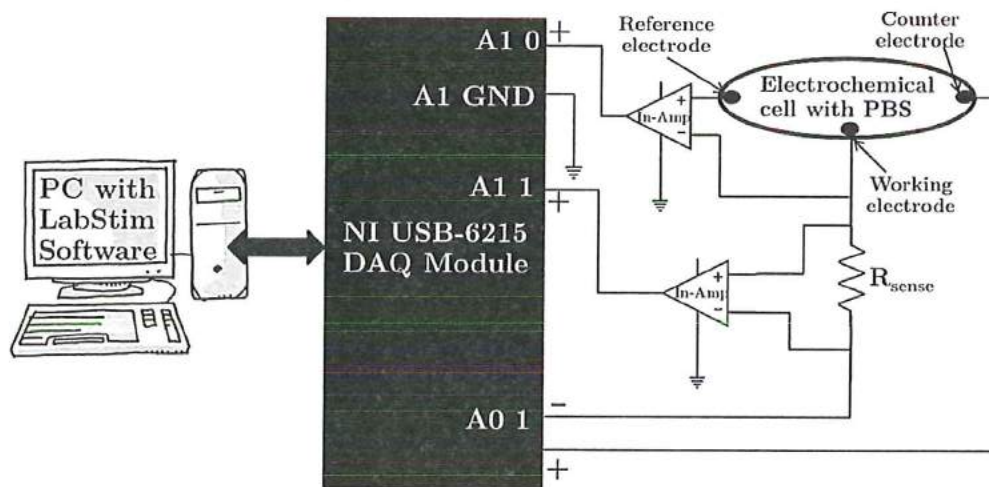 A1 0
A1 GND
A1 1
NI USB-6215
DAQ Module
A0 1
PC with
LabStim
Software
Reference
electrode
Counter
electrode
Electrochemical
cell with PBS
Working
electrode
In-Amp
In-Amp
Rsense
+
+
-
+
+
-
+
-